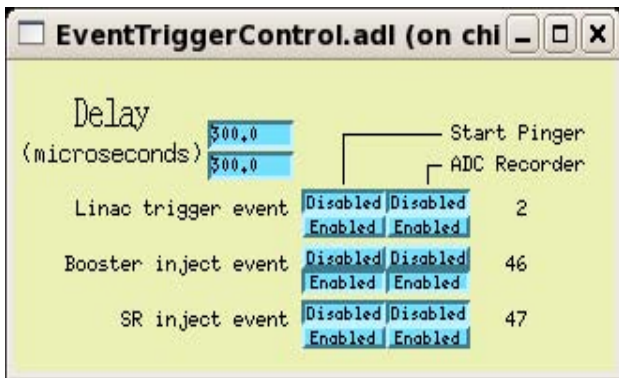 EventTriggerControl.adl (on chi
Delay
(microseconds)
300.0
300.0
Start Pinger
ADC Recorder
Linac trigger event Disabled Disabled 2
Enabled Enabled
Booster inject event Disabled Disabled 46
Enabled Enabled
SR inject event Disabled Disabled 47
Enabled Enabled